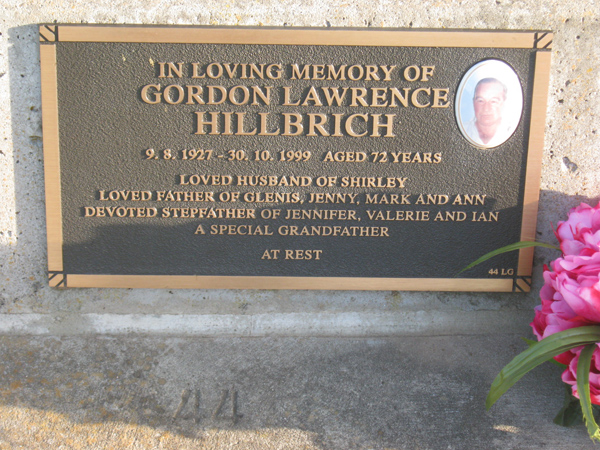 IN LOVING MEMORY OF
GORDON LAWRENCE
HILLBRICH
9. 8. 1927 - 30. 10. 1999 AGED 72 YEARS
LOVED HUSBAND OF SHIRLEY
LOVED FATHER OF GLENIS, JENNY, MARK AND ANN
DEVOTED STEPFATHER OF JENNIFER, VALERIE AND IAN
A SPECIAL GRANDFATHER
AT REST
44 LG
44